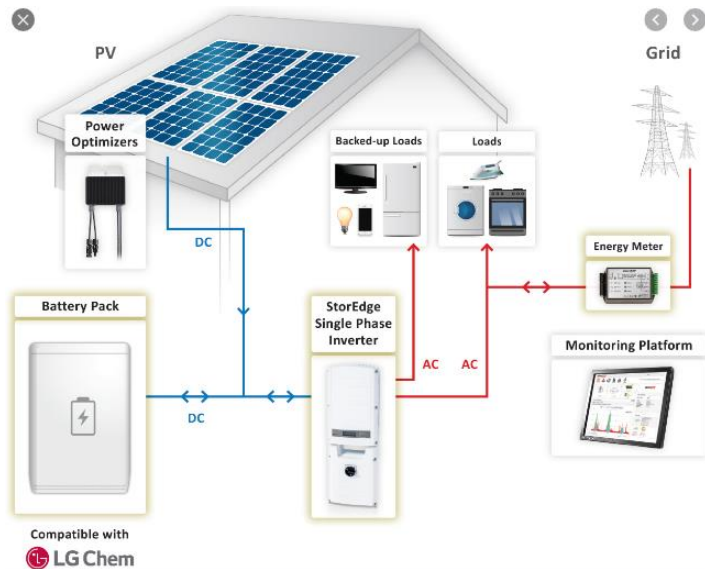 PV
Grid
Power
Optimizers
Backed-up Loads
Loads
DC
Energy Meter
Battery Pack
StorEdge
Single Phase
Inverter
Monitoring Platform
AC
AC
DC
Compatible with
LG Chem